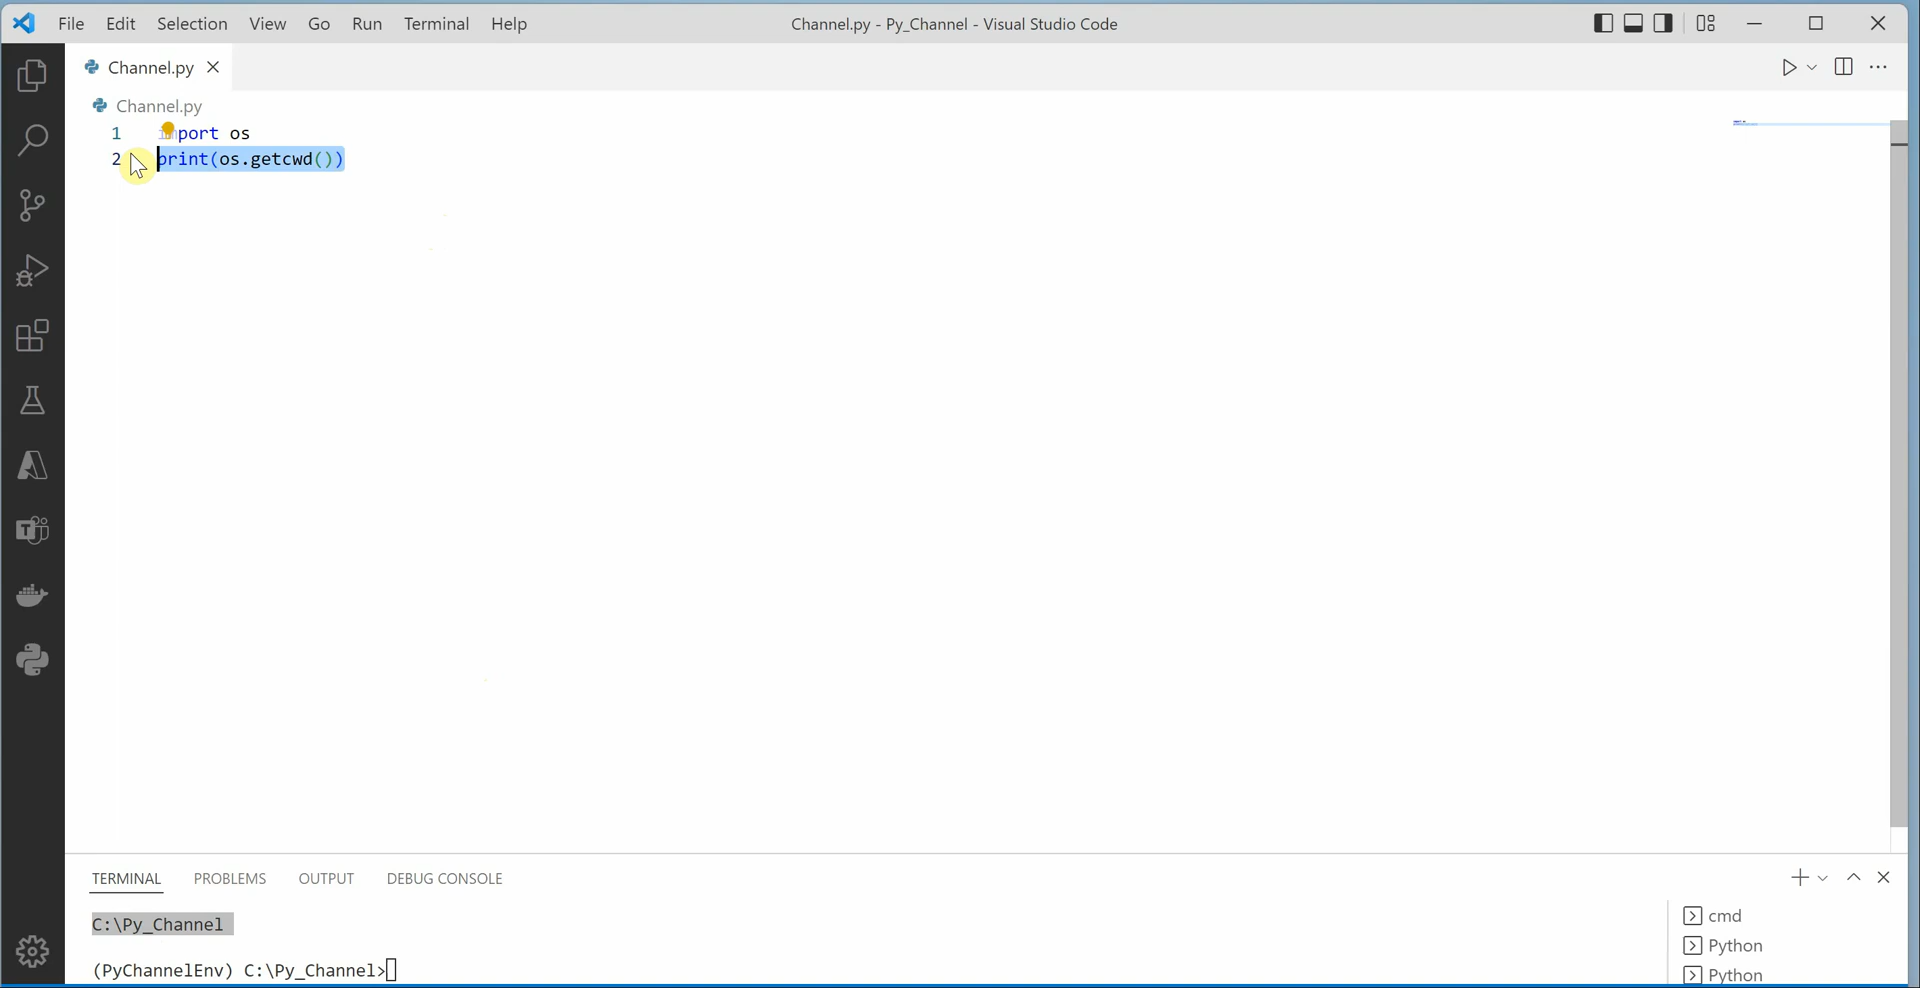 File Edit Selection View Go Run Terminal Help Channel.py - Py_Channel - Visual Studio Code
Channel.py
Channel.py
1 import os
2 print(os.getcwd())
TERMINAL PROBLEMS OUTPUT DEBUG CONSOLE
C:\Py_Channel
(PyChannelEnv) C:\Py_Channel>
cmd
Python
Python